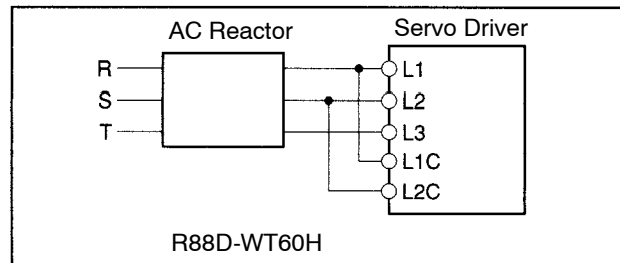 AC Reactor
Servo Driver
R
L1
S
L2
T
L3
L1C
L2C
R88D-WT60H